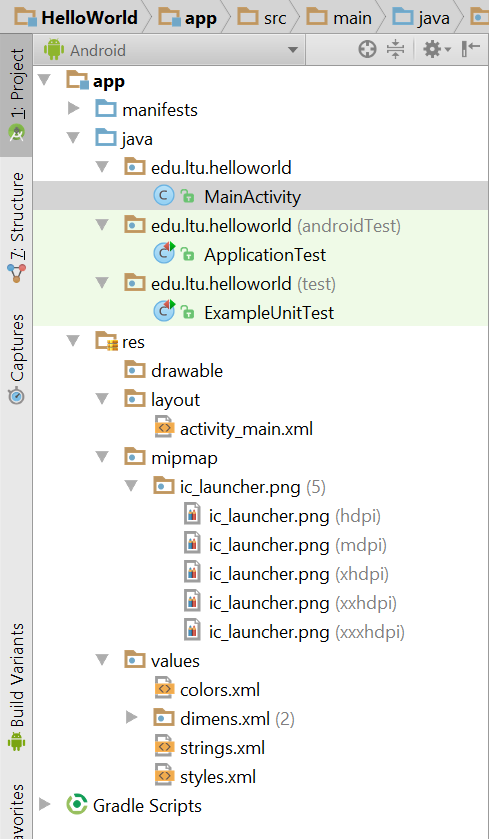 HelloWorld app src main java
Android
1: Project
7: Structure
Captures
Build Variants
avorites
app
manifests
java
edu.ltu.helloworld
MainActivity
edu.ltu.helloworld (androidTest)
ApplicationTest
edu.ltu.helloworld (test)
ExampleUnitTest
res
drawable
layout
activity_main.xml
mipmap
ic_launcher.png (5)
ic_launcher.png (hdpi)
ic_launcher.png (mdpi)
ic_launcher.png (xhdpi)
ic_launcher.png (xxhdpi)
ic_launcher.png (xxxhdpi)
values
colors.xml
dimens.xml (2)
strings.xml
styles.xml
Gradle Scripts